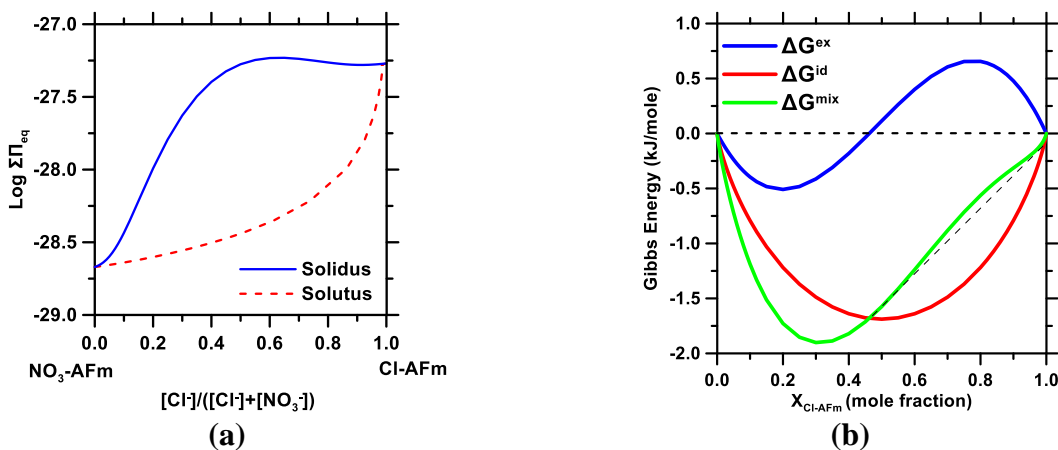 -27.0
-27.5
-28.0
-28.5
-29.0
Log ΣΠeq
Solidus
Solutus
0.0 0.2 0.4 0.6 0.8 1.0
NO3-AFm Cl-AFm
[Cl-]/([Cl-]+[NO3-])
(a)
1.0
0.5
0.0
-0.5
-1.0
-1.5
-2.0
Gibbs Energy (kJ/mole)
ΔGex
ΔGid
ΔGmix
0.0 0.2 0.4 0.6 0.8 1.0
XCl-AFm (mole fraction)
(b)